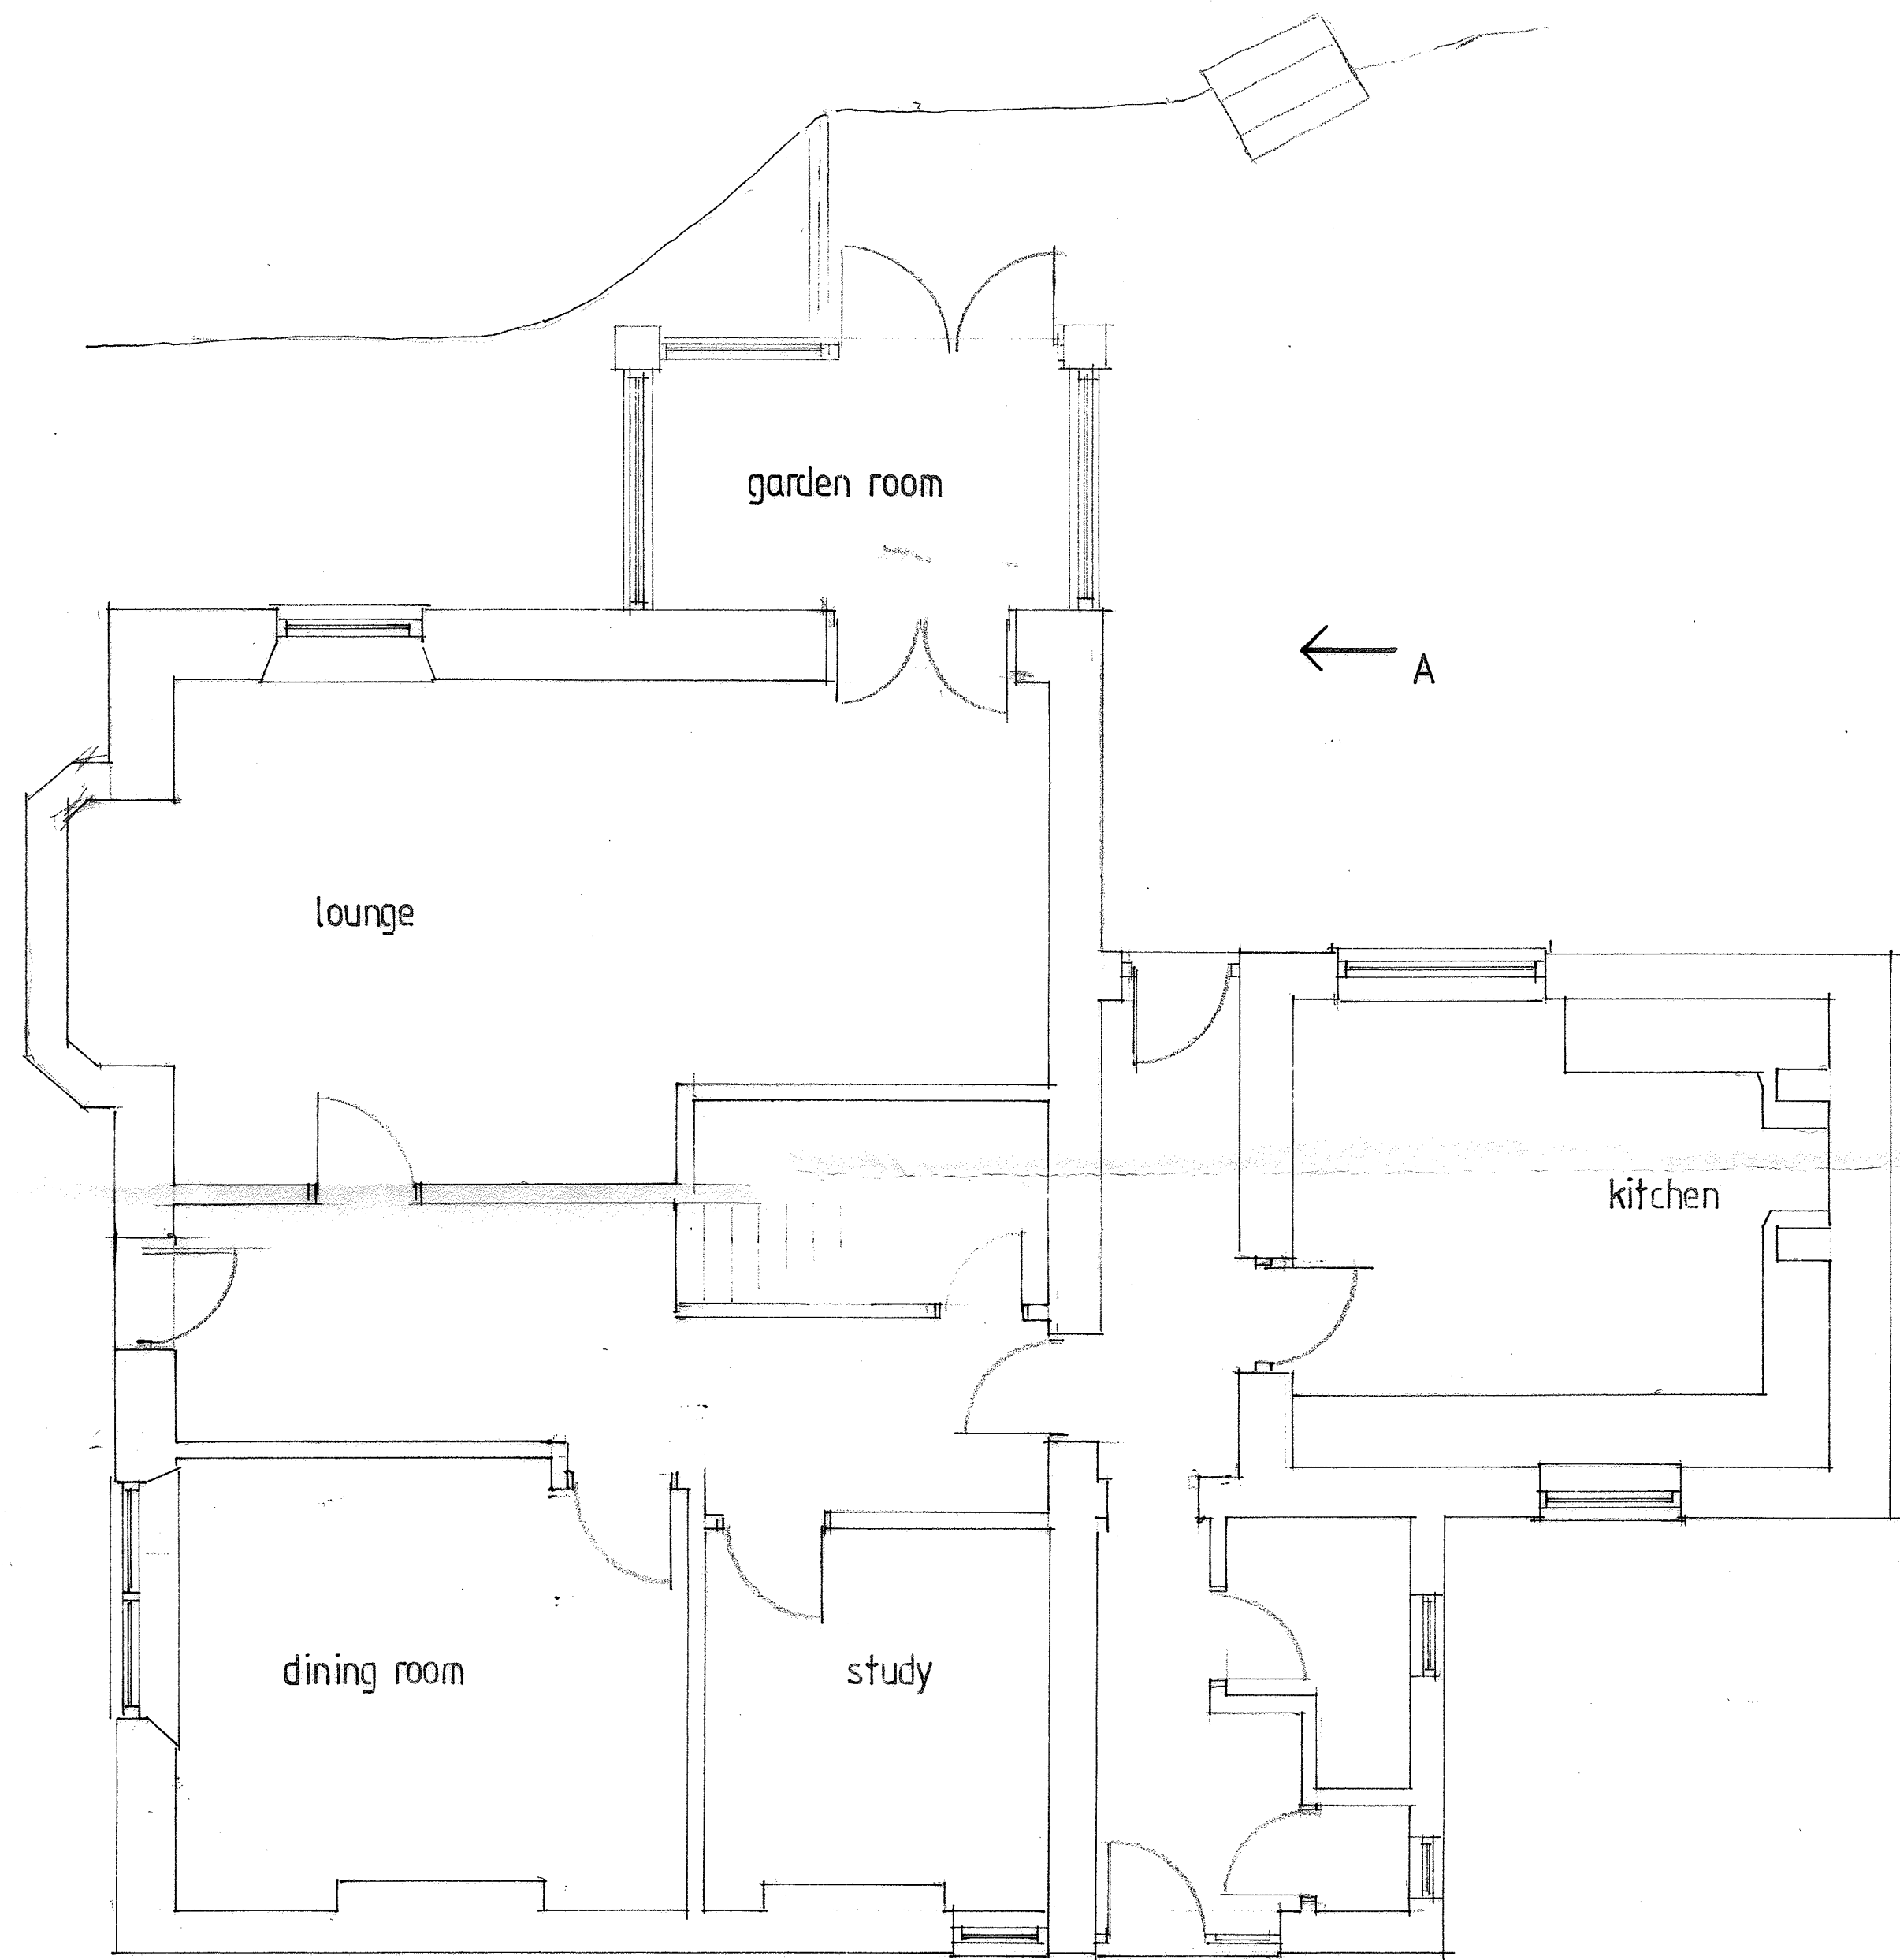 garden room
A
lounge
kitchen
dining room
study